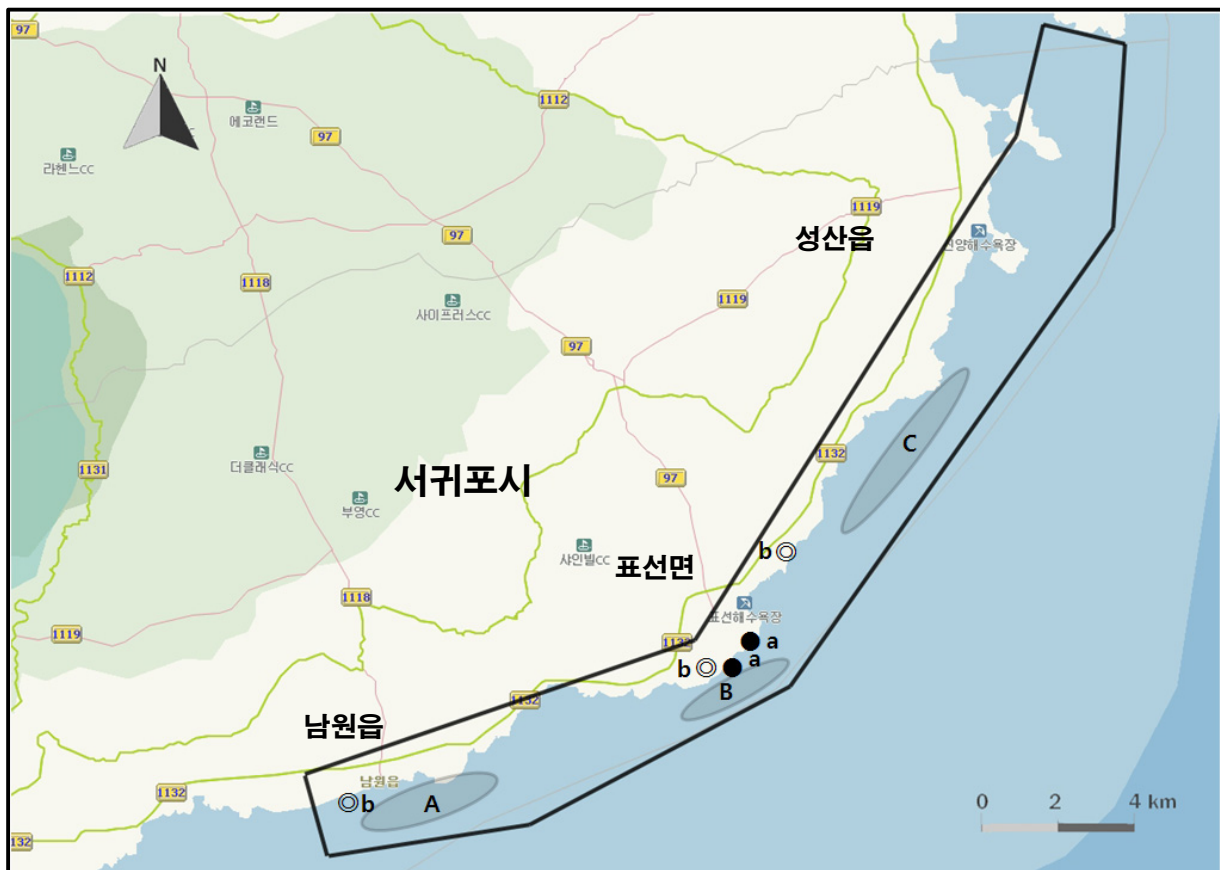 97
N
1112
에코랜드
97
라헨느CC
1119
97
성산읍
신양해수욕장
1112
1118
1119
사이프러스CC
97
C
1132
더클래식CC
1131
서귀포시
97
부영CC
b
샤인빌CC
표선면
1118
표선해수욕장
1119
1132
a
b
a
B
1132
남원읍
남원읍
1132
b
A
0 2 4 km
132